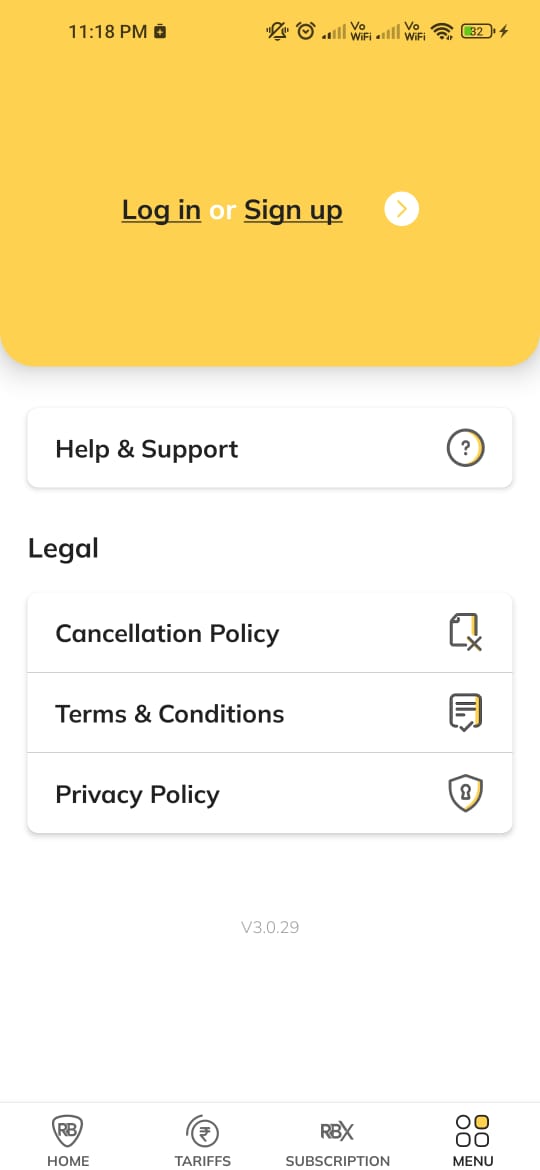 11:18 PM Vo WiFi Vo WiFi 32
Log in or Sign up
Help & Support
?
Legal
Cancellation Policy
Terms & Conditions
Privacy Policy
V3.0.29
RB ₹ RBX
HOME TARIFFS SUBSCRIPTION MENU